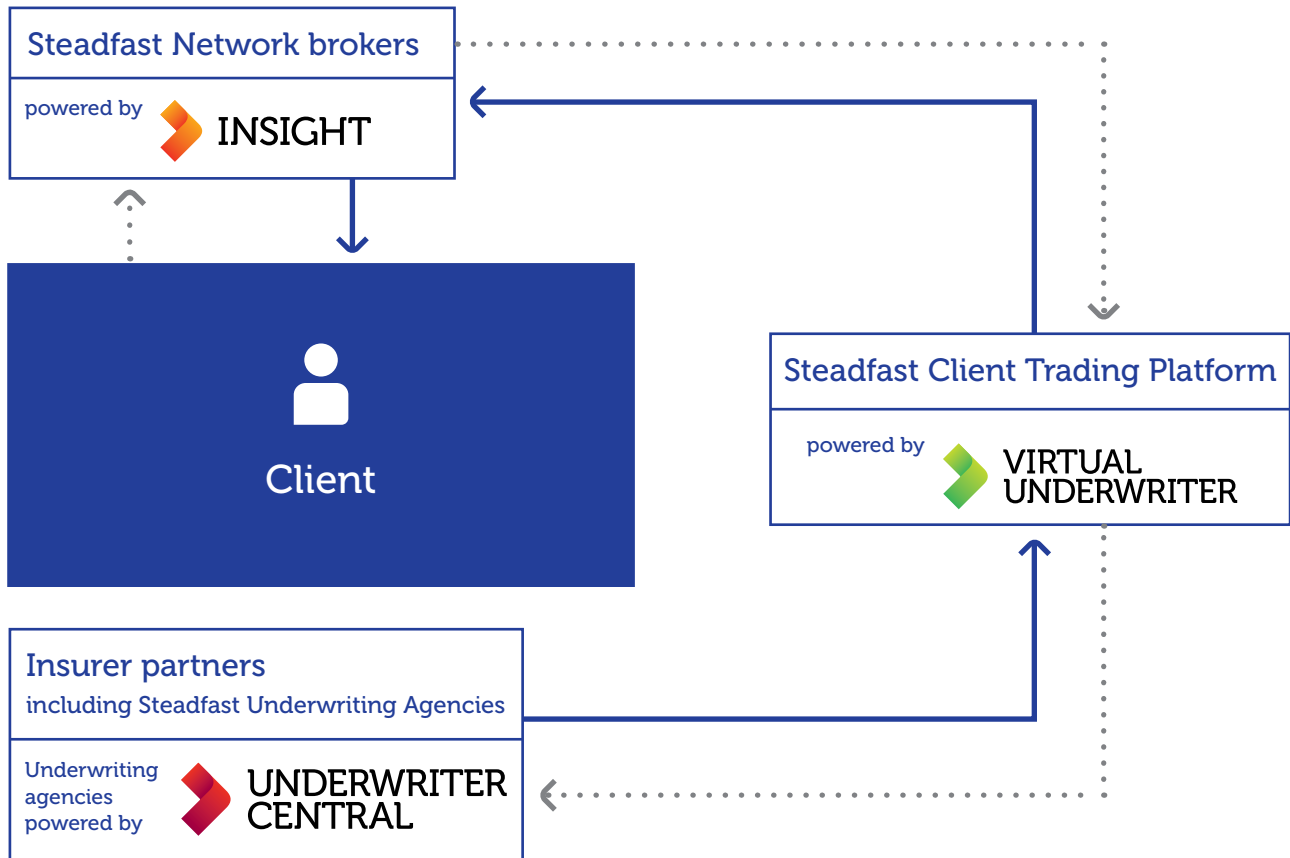 Steadfast Network brokers
powered by
INSIGHT
Client
Steadfast Client Trading Platform
powered by
VIRTUAL
UNDERWRITER
Insurer partners
including Steadfast Underwriting Agencies
Underwriting
agencies
powered by
UNDERWRITER
CENTRAL